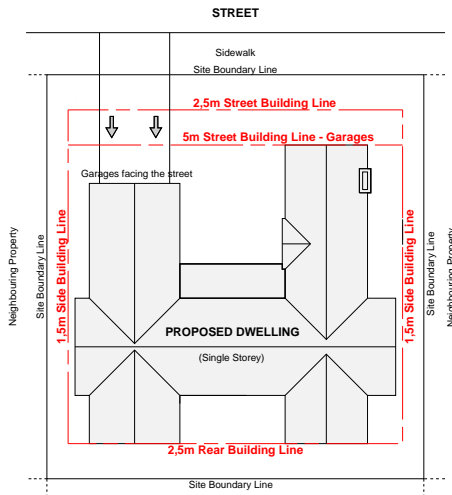 STREET
Sidewalk
Site Boundary Line
2,5m Street Building Line
5m Street Building Line - Garages
Garages facing the street
Neighbouring Property
Site Boundary Line
1,5m Side Building Line
1,5m Side Building Line
Site Boundary Line
Neighbouring Property
PROPOSED DWELLING
(Single Storey)
2,5m Rear Building Line
Site Boundary Line